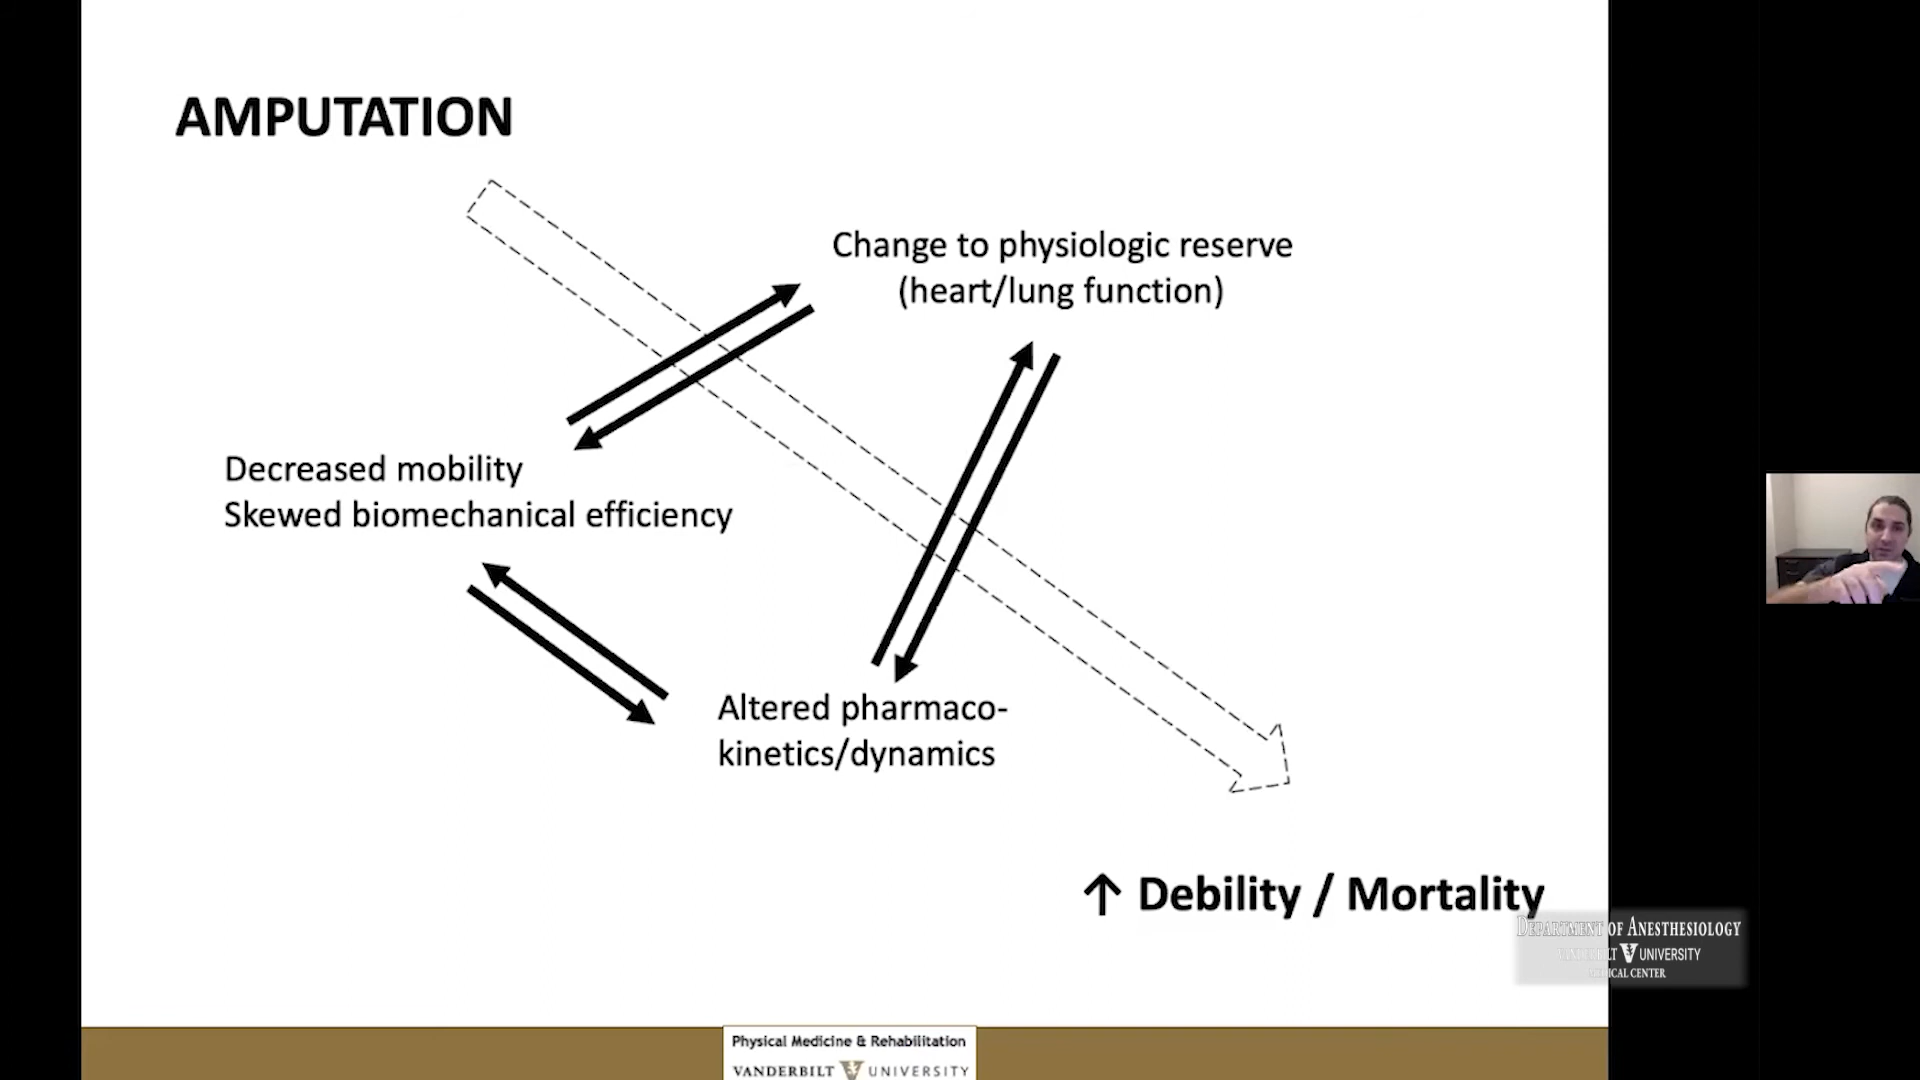 AMPUTATION
Change to physiologic reserve
(heart/lung function)
Decreased mobility
Skewed biomechanical efficiency
Altered pharmaco-
kinetics/dynamics
↑ Debility / Mortality
DEPARTMENT OF ANESTHESIOLOGY
VANDERBILT UNIVERSITY
MEDICAL CENTER
Physical Medicine & Rehabilitation
VANDERBILT UNIVERSITY